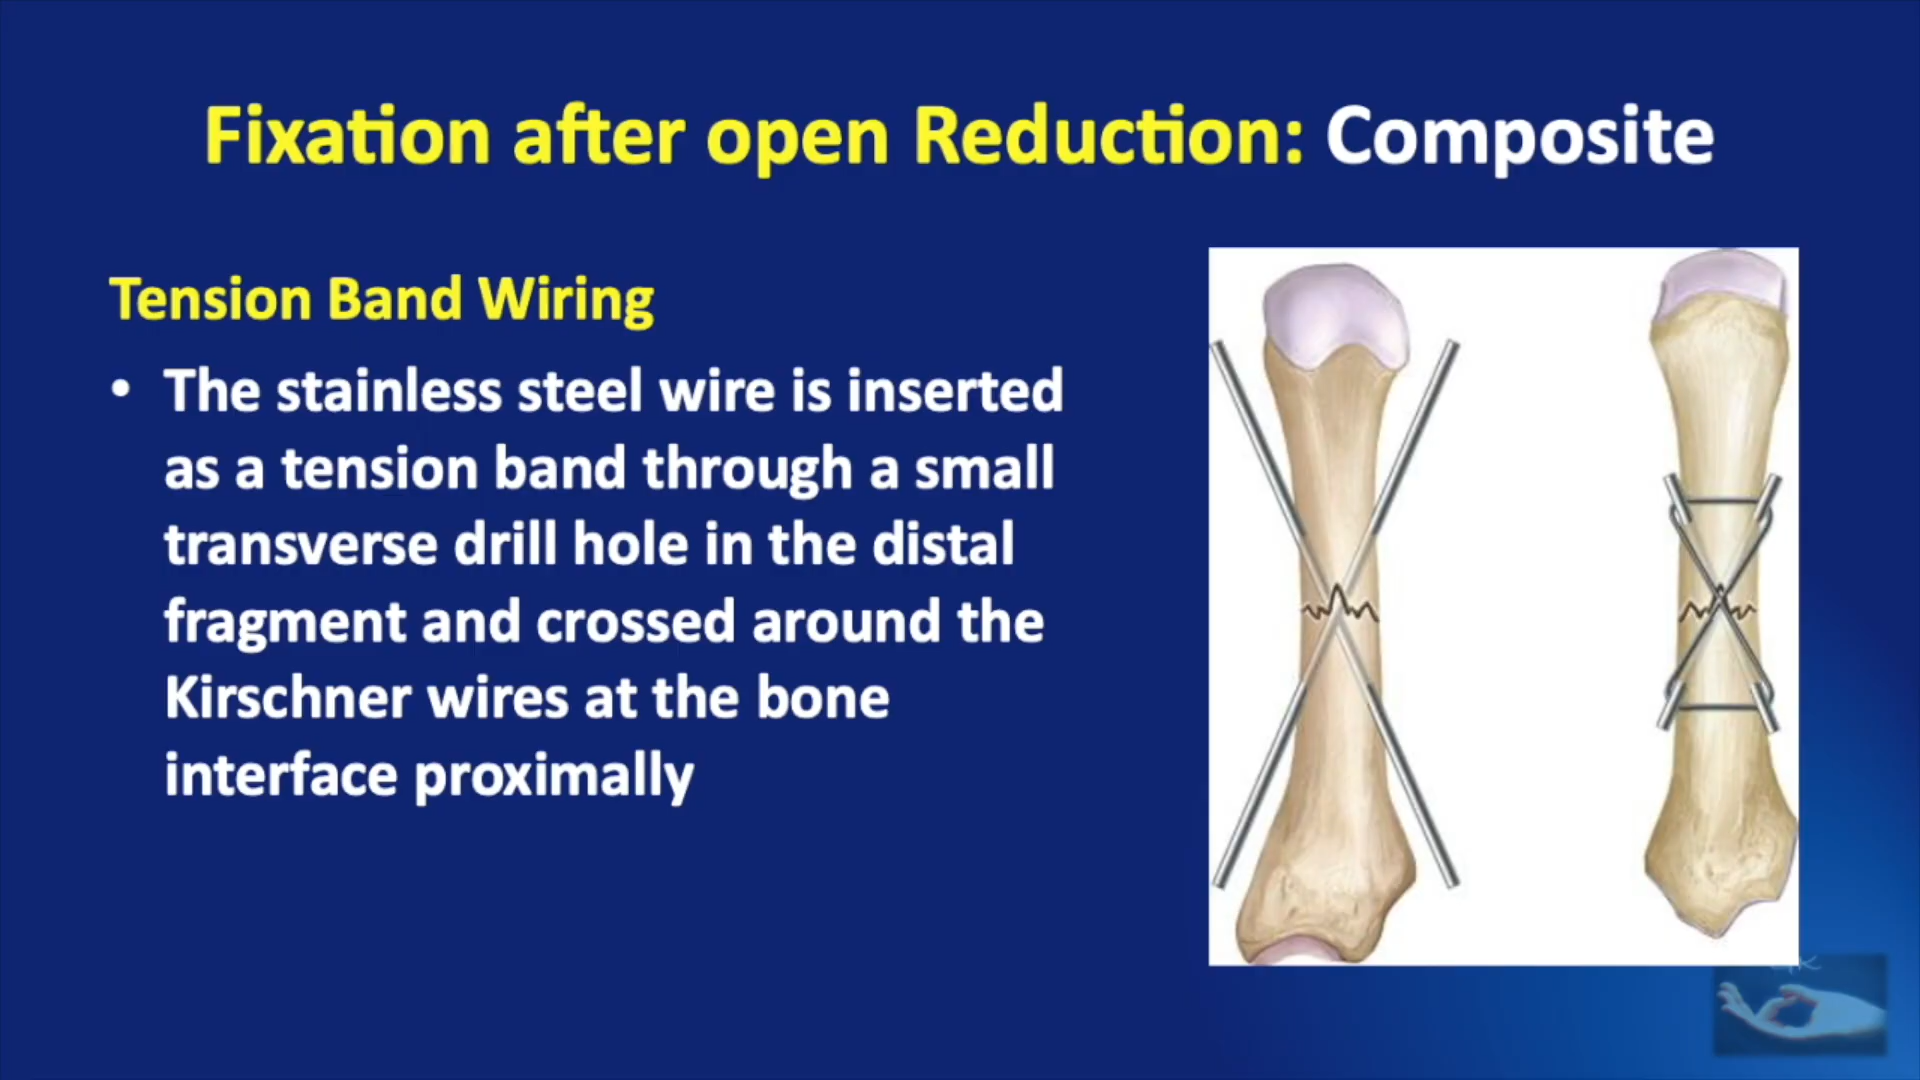 Fixation after open Reduction: Composite
Tension Band Wiring
• The stainless steel wire is inserted
as a tension band through a small
transverse drill hole in the distal
fragment and crossed around the
Kirschner wires at the bone
interface proximally